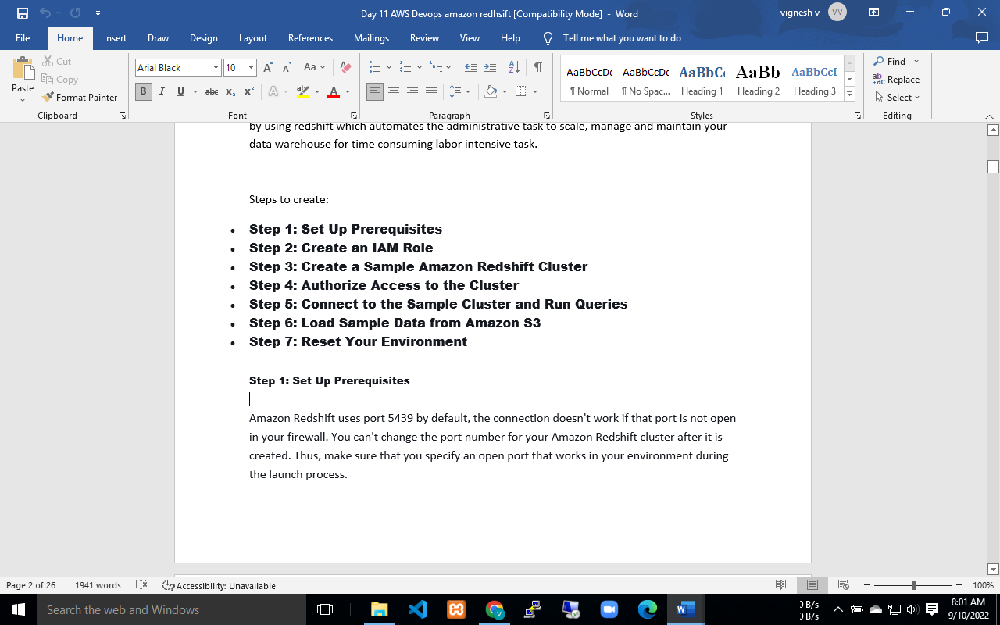 Day 11 AWS Devops amazon redhsift [Compatibility Mode] - Word
vignesh v
VV
File Home Insert Draw Design Layout References Mailings Review View Help Tell me what you want to do
Paste
Cut
Copy
Format Painter
Clipboard
Arial Black 10
Aa
B I U abc x₂ x²
Font
Paragraph
AaBbCcDc AaBbCcDc AaBbC AaBb AaBbCcI
¶ Normal ¶ No Spac... Heading 1 Heading 2 Heading 3
Styles
Find
Replace
Select
Editing
by using redshift which automates the administrative task to scale, manage and maintain your
data warehouse for time consuming labor intensive task.
Steps to create:
• Step 1: Set Up Prerequisites
• Step 2: Create an IAM Role
• Step 3: Create a Sample Amazon Redshift Cluster
• Step 4: Authorize Access to the Cluster
• Step 5: Connect to the Sample Cluster and Run Queries
• Step 6: Load Sample Data from Amazon S3
• Step 7: Reset Your Environment
Step 1: Set Up Prerequisites
Amazon Redshift uses port 5439 by default, the connection doesn't work if that port is not open
in your firewall. You can't change the port number for your Amazon Redshift cluster after it is
created. Thus, make sure that you specify an open port that works in your environment during
the launch process.
Page 2 of 26 1941 words Accessibility: Unavailable 100%
Search the web and Windows
0 B/s
0 B/s
8:01 AM
9/10/2022